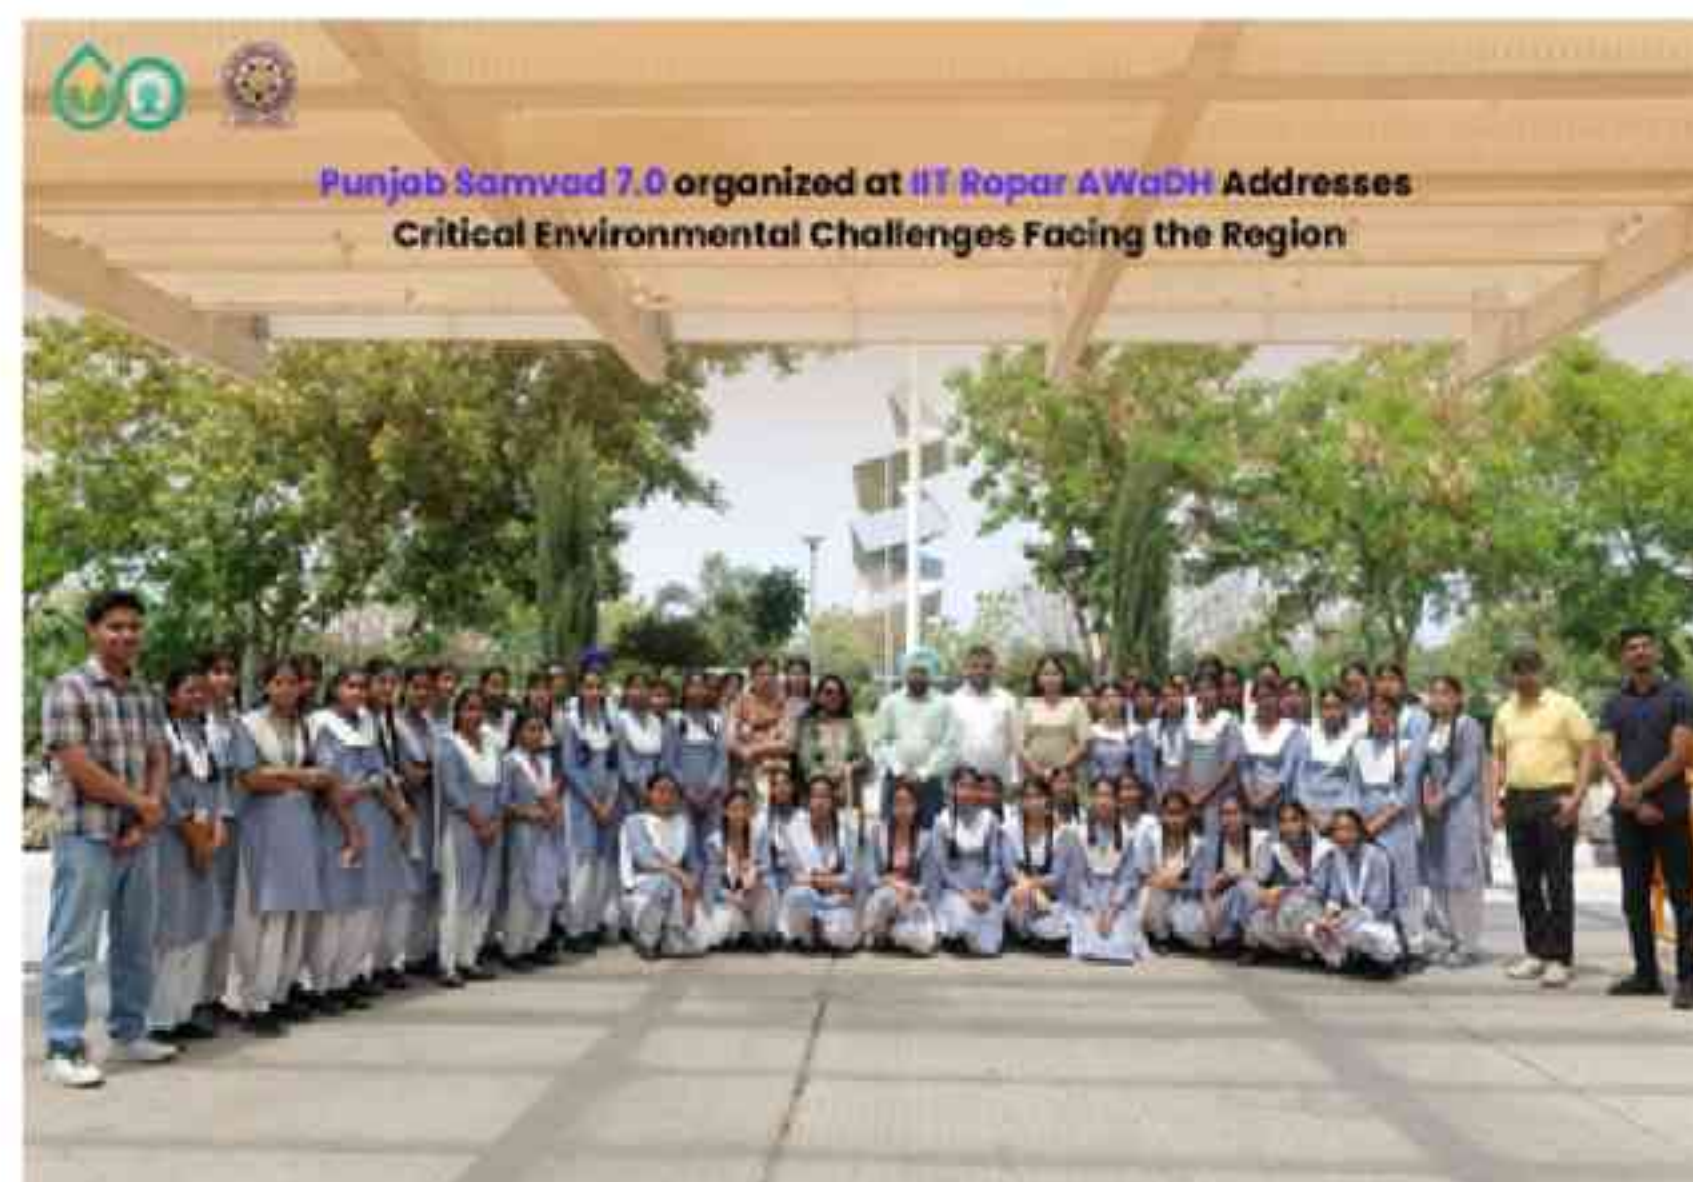 Punjab Samvad 7.0 organized at IIT Ropar AWaDH Addresses
Critical Environmental Challenges Facing the Region